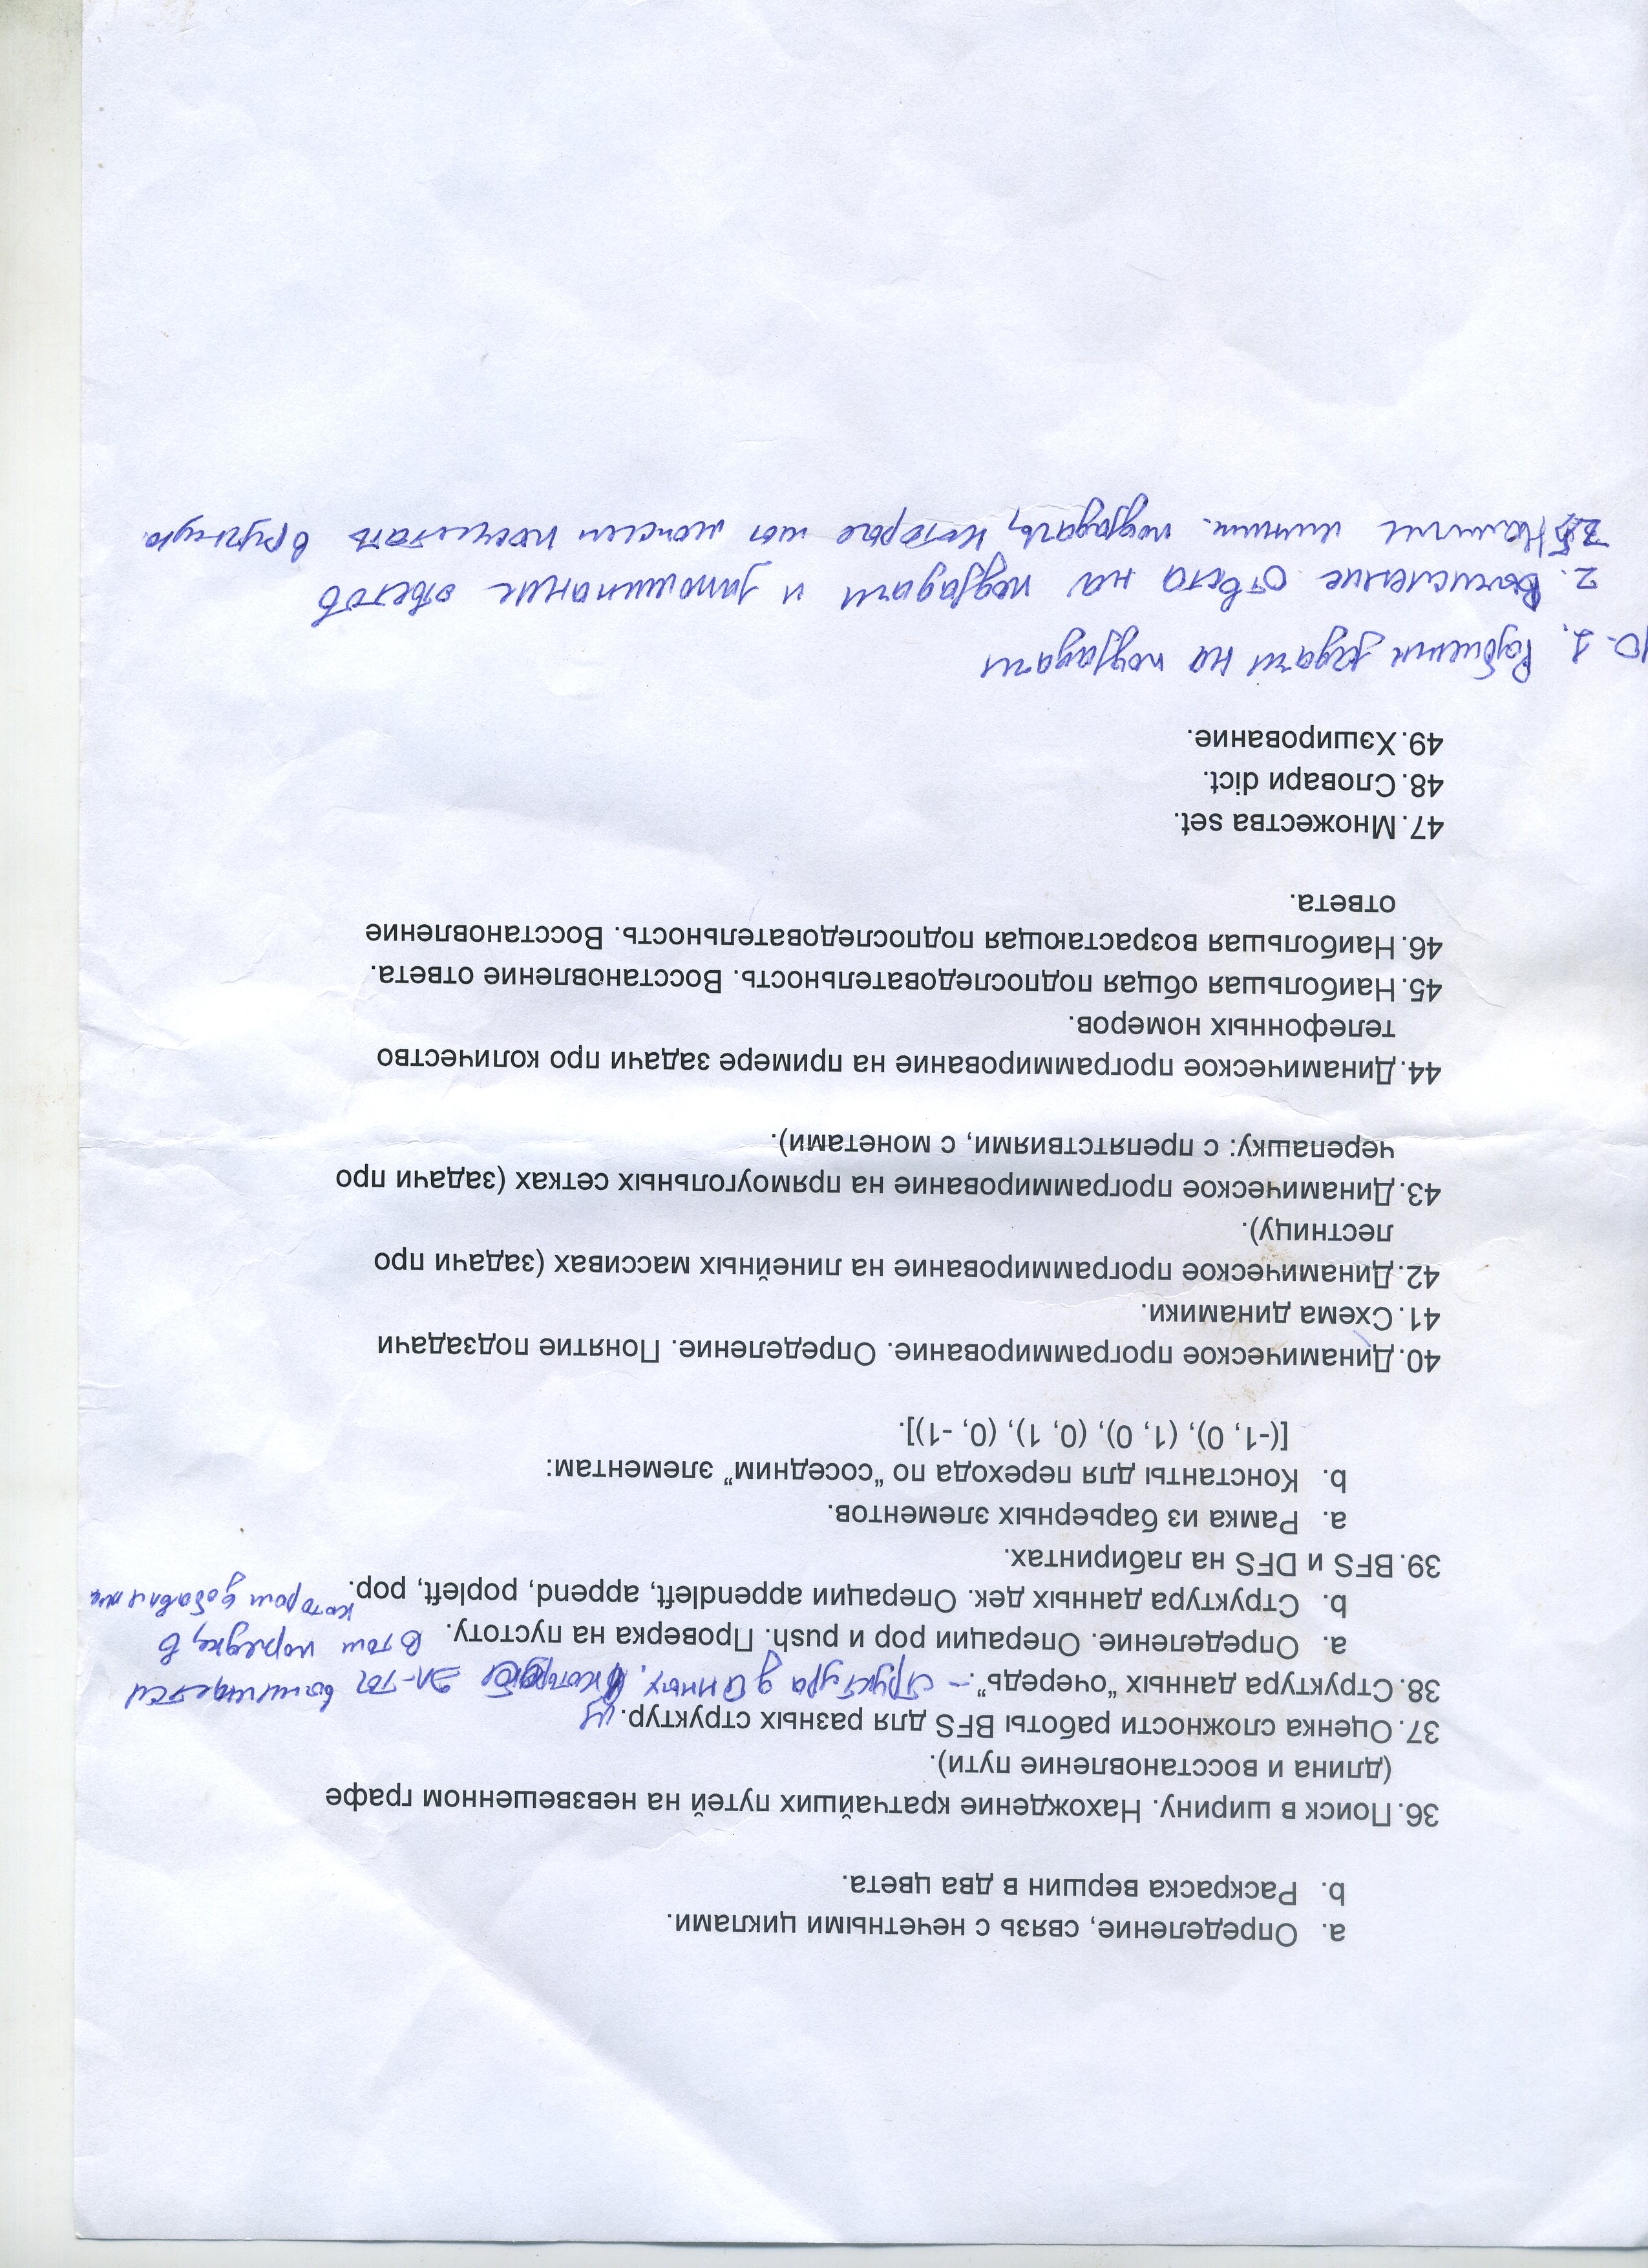 a. Определение, связь с нечетными циклами.
b. Раскраска вершин в два цвета.
36. Поиск в ширину. Нахождение кратчайших путей на невзвешенном графе
(длина и восстановление пути).
37. Оценка сложности работы BFS для разных структур.
38. Структура данных “очередь“. – структура данных, из которой эл-ты вынимаются
a. Определение. Операции pop и push. Проверка на пустоту. в том порядке, в
b. Структура данных дек. Операции appendleft, append, popleft, pop. котором добавлены
39. BFS и DFS на лабиринтах.
a. Рамка из барьерных элементов.
b. Константы для перехода по “соседним“ элементам:
[(-1, 0), (1, 0), (0, 1), (0, -1)].
40. Динамическое программирование. Определение. Понятие подзадачи
41. Схема динамики.
42. Динамическое программирование на линейных массивах (задачи про
лестницу).
43. Динамическое программирование на прямоугольных сетках (задачи про
черепашку: с препятствиями, с монетами).
44. Динамическое программирование на примере задачи про количество
телефонных номеров.
45. Наибольшая общая подпоследовательность. Восстановление ответа.
46. Наибольшая возрастающая подпоследовательность. Восстановление
ответа.
47. Множества set.
48. Словари dict.
49. Хэширование.
1. Разбиение задачи на подзадачи
2. Вычисление ответа на подзадачи и запоминание ответов
Наличие подзадачи, которые мы можем посчитать вручную.